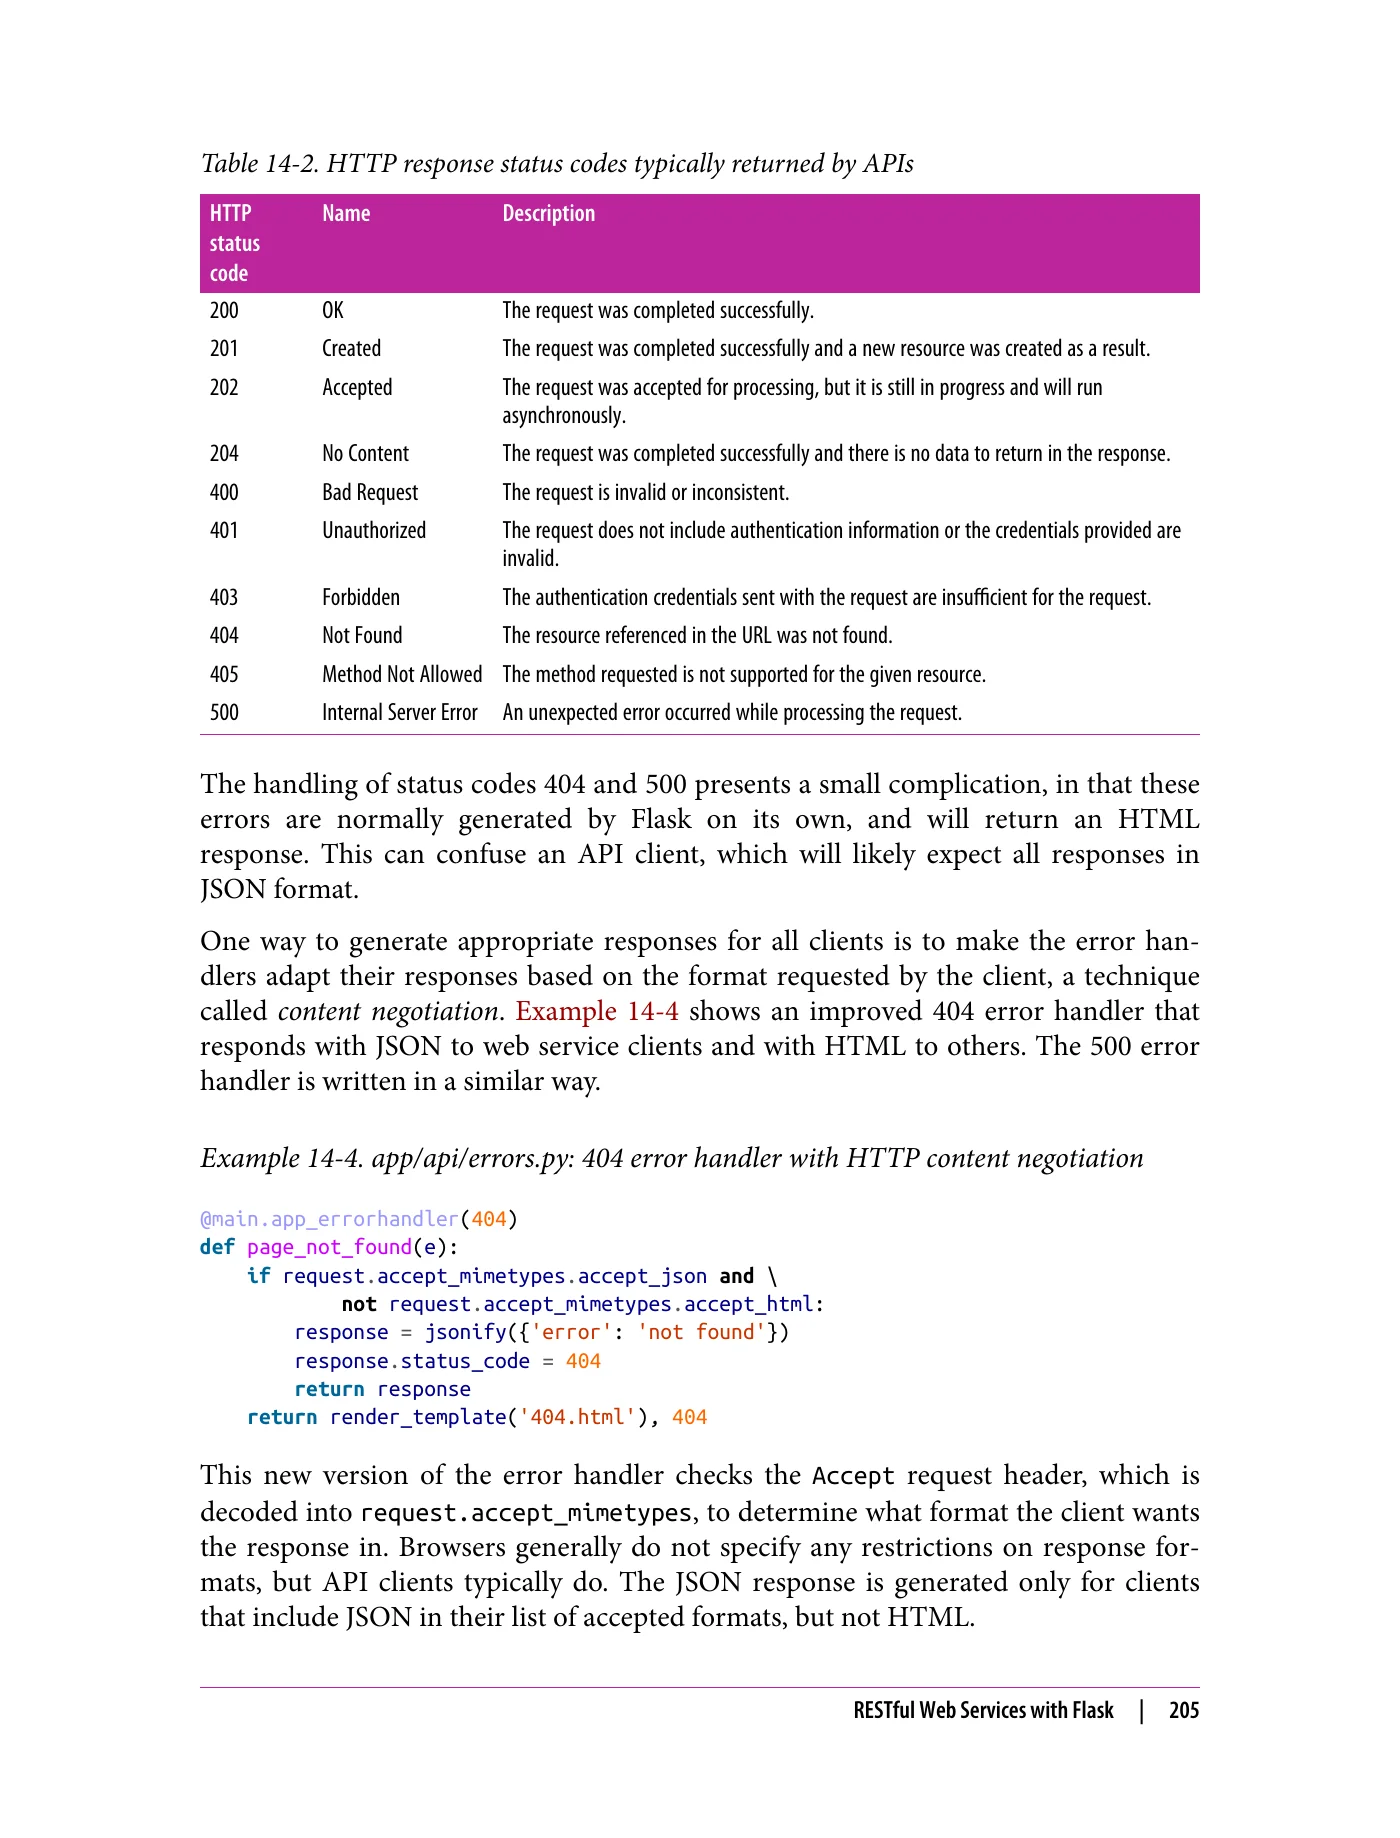 Table 14-2. HTTP response status codes typically returned by APIs
HTTP status code Name Description
200 OK The request was completed successfully.
201 Created The request was completed successfully and a new resource was created as a result.
202 Accepted The request was accepted for processing, but it is still in progress and will run
asynchronously.
204 No Content The request was completed successfully and there is no data to return in the response.
400 Bad Request The request is invalid or inconsistent.
401 Unauthorized The request does not include authentication information or the credentials provided are
invalid.
403 Forbidden The authentication credentials sent with the request are insufficient for the request.
404 Not Found The resource referenced in the URL was not found.
405 Method Not Allowed The method requested is not supported for the given resource.
500 Internal Server Error An unexpected error occurred while processing the request.
The handling of status codes 404 and 500 presents a small complication, in that these
errors are normally generated by Flask on its own, and will return an HTML
response. This can confuse an API client, which will likely expect all responses in
JSON format.
One way to generate appropriate responses for all clients is to make the error han-
dlers adapt their responses based on the format requested by the client, a technique
called content negotiation. Example 14-4 shows an improved 404 error handler that
responds with JSON to web service clients and with HTML to others. The 500 error
handler is written in a similar way.
Example 14-4. app/api/errors.py: 404 error handler with HTTP content negotiation
@main.app_errorhandler(404)
def page_not_found(e):
    if request.accept_mimetypes.accept_json and \
            not request.accept_mimetypes.accept_html:
        response = jsonify({'error': 'not found'})
        response.status_code = 404
        return response
    return render_template('404.html'), 404
This new version of the error handler checks the Accept request header, which is
decoded into request.accept_mimetypes, to determine what format the client wants
the response in. Browsers generally do not specify any restrictions on response for-
mats, but API clients typically do. The JSON response is generated only for clients
that include JSON in their list of accepted formats, but not HTML.
RESTful Web Services with Flask | 205